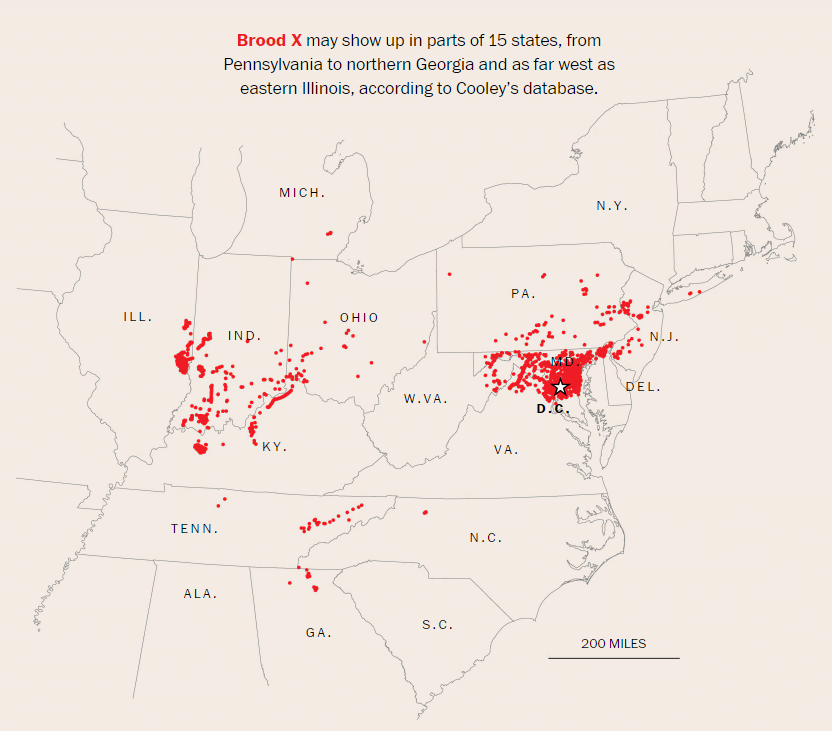 Brood X may show up in parts of 15 states, from
Pennsylvania to northern Georgia and as far west as
eastern Illinois, according to Cooley’s database.
MICH.
N.Y.
PA.
ILL.
OHIO
IND.
N.J.
MD.
DEL.
W.VA.
D.C.
KY.
VA.
TENN.
N.C.
ALA.
S.C.
GA.
200 MILES